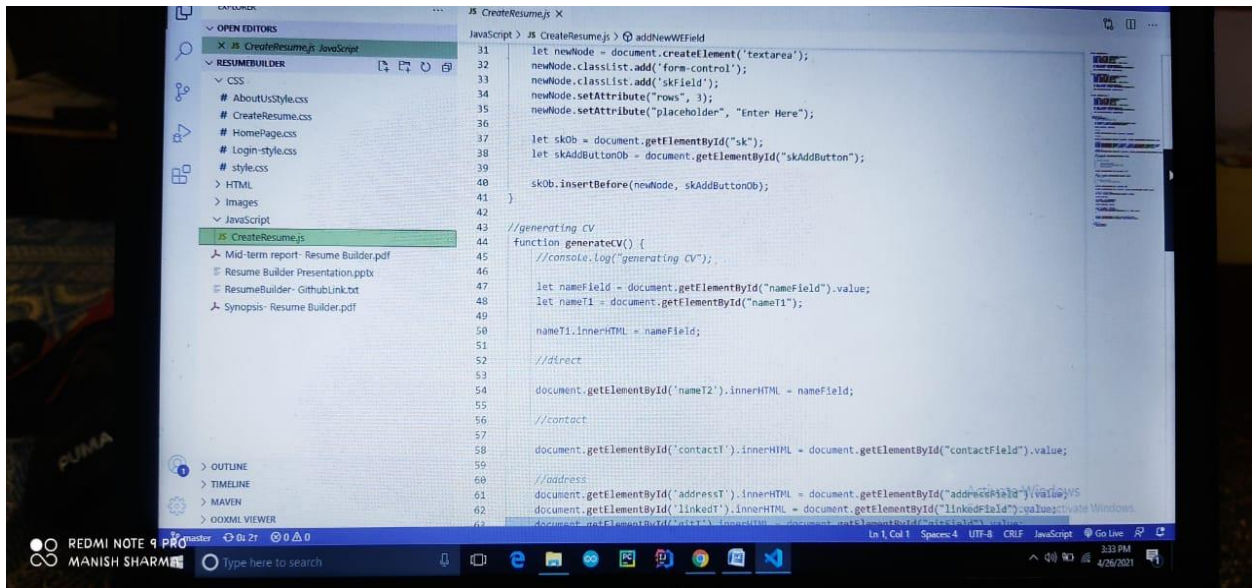 JS CreateResume.js ×
OPEN EDITORS
× JS CreateResume.js JavaScript
RESUMEBUILDER
CSS
# AboutUsStyle.css
# CreateResume.css
# HomePage.css
# Login-style.css
# style.css
> HTML
> Images
JavaScript
JS CreateResume.js
Mid-term report- Resume Builder.pdf
Resume Builder Presentation.pptx
ResumeBuilder- GithubLink.txt
Synopsis- Resume Builder.pdf
> OUTLINE
> TIMELINE
> MAVEN
> OOXML VIEWER
JavaScript > JS CreateResume.js > addNewWEField
31 let newNode = document.createElement('textarea');
32 newNode.classList.add('form-control');
33 newNode.classList.add('skField');
34 newNode.setAttribute("rows", 3);
35 newNode.setAttribute("placeholder", "Enter Here");
36
37 let skOb = document.getElementById("sk");
38 let skAddButtonOb = document.getElementById("skAddButton");
39
40 skOb.insertBefore(newNode, skAddButtonOb);
41 }
42
43 //generating CV
44 function generateCV() {
45 //console.log("generating CV");
46
47 let nameField = document.getElementById("nameField").value;
48 let nameT1 = document.getElementById("nameT1");
49
50 nameT1.innerHTML = nameField;
51
52 //direct
53
54 document.getElementById('nameT2').innerHTML = nameField;
55
56 //contact
57
58 document.getElementById('contactT').innerHTML = document.getElementById("contactField").value;
59
60 //address
61 document.getElementById('addressT').innerHTML = document.getElementById("addressField").value;
62 document.getElementById('linkedT').innerHTML = document.getElementById("linkedField").value;
Activate Windows
master 0↓ 2↑ 0 0 Ln 1, Col 1 Spaces: 4 UTF-8 CRLF JavaScript Go Live
Type here to search
3:33 PM
4/26/2021
PUMA
REDMI NOTE 9 PRO
MANISH SHARMA